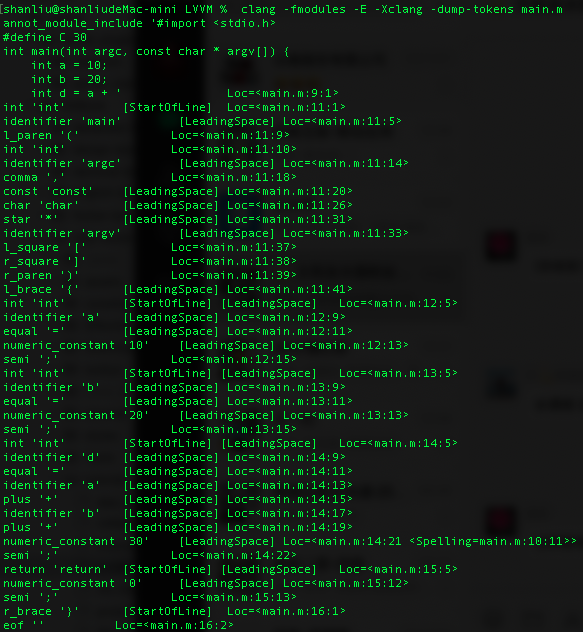 [shanliu@shanliudeMac-mini LVVM %  clang -fmodules -E -Xclang -dump-tokens main.m
annot_module_include '#import <stdio.h>
#define C 30
int main(int argc, const char * argv[]) {
    int a = 10;
    int b = 20;
    int d = a + '		Loc=<main.m:9:1>
int 'int'	 [StartOfLine]	Loc=<main.m:11:1>
identifier 'main'	 [LeadingSpace]	Loc=<main.m:11:5>
l_paren '('		Loc=<main.m:11:9>
int 'int'		Loc=<main.m:11:10>
identifier 'argc'	 [LeadingSpace]	Loc=<main.m:11:14>
comma ','		Loc=<main.m:11:18>
const 'const'	 [LeadingSpace]	Loc=<main.m:11:20>
char 'char'	 [LeadingSpace]	Loc=<main.m:11:26>
star '*'	 [LeadingSpace]	Loc=<main.m:11:31>
identifier 'argv'	 [LeadingSpace]	Loc=<main.m:11:33>
l_square '['		Loc=<main.m:11:37>
r_square ']'		Loc=<main.m:11:38>
r_paren ')'		Loc=<main.m:11:39>
l_brace '{'	 [LeadingSpace]	Loc=<main.m:11:41>
int 'int'	 [StartOfLine] [LeadingSpace]	Loc=<main.m:12:5>
identifier 'a'	 [LeadingSpace]	Loc=<main.m:12:9>
equal '='	 [LeadingSpace]	Loc=<main.m:12:11>
numeric_constant '10'	 [LeadingSpace]	Loc=<main.m:12:13>
semi ';'		Loc=<main.m:12:15>
int 'int'	 [StartOfLine] [LeadingSpace]	Loc=<main.m:13:5>
identifier 'b'	 [LeadingSpace]	Loc=<main.m:13:9>
equal '='	 [LeadingSpace]	Loc=<main.m:13:11>
numeric_constant '20'	 [LeadingSpace]	Loc=<main.m:13:13>
semi ';'		Loc=<main.m:13:15>
int 'int'	 [StartOfLine] [LeadingSpace]	Loc=<main.m:14:5>
identifier 'd'	 [LeadingSpace]	Loc=<main.m:14:9>
equal '='	 [LeadingSpace]	Loc=<main.m:14:11>
identifier 'a'	 [LeadingSpace]	Loc=<main.m:14:13>
plus '+'	 [LeadingSpace]	Loc=<main.m:14:15>
identifier 'b'	 [LeadingSpace]	Loc=<main.m:14:17>
plus '+'	 [LeadingSpace]	Loc=<main.m:14:19>
numeric_constant '30'	 [LeadingSpace]	Loc=<main.m:14:21 <Spelling=main.m:10:11>>
semi ';'		Loc=<main.m:14:22>
return 'return'	 [StartOfLine] [LeadingSpace]	Loc=<main.m:15:5>
numeric_constant '0'	 [LeadingSpace]	Loc=<main.m:15:12>
semi ';'		Loc=<main.m:15:13>
r_brace '}'	 [StartOfLine]	Loc=<main.m:16:1>
eof ''		Loc=<main.m:16:2>